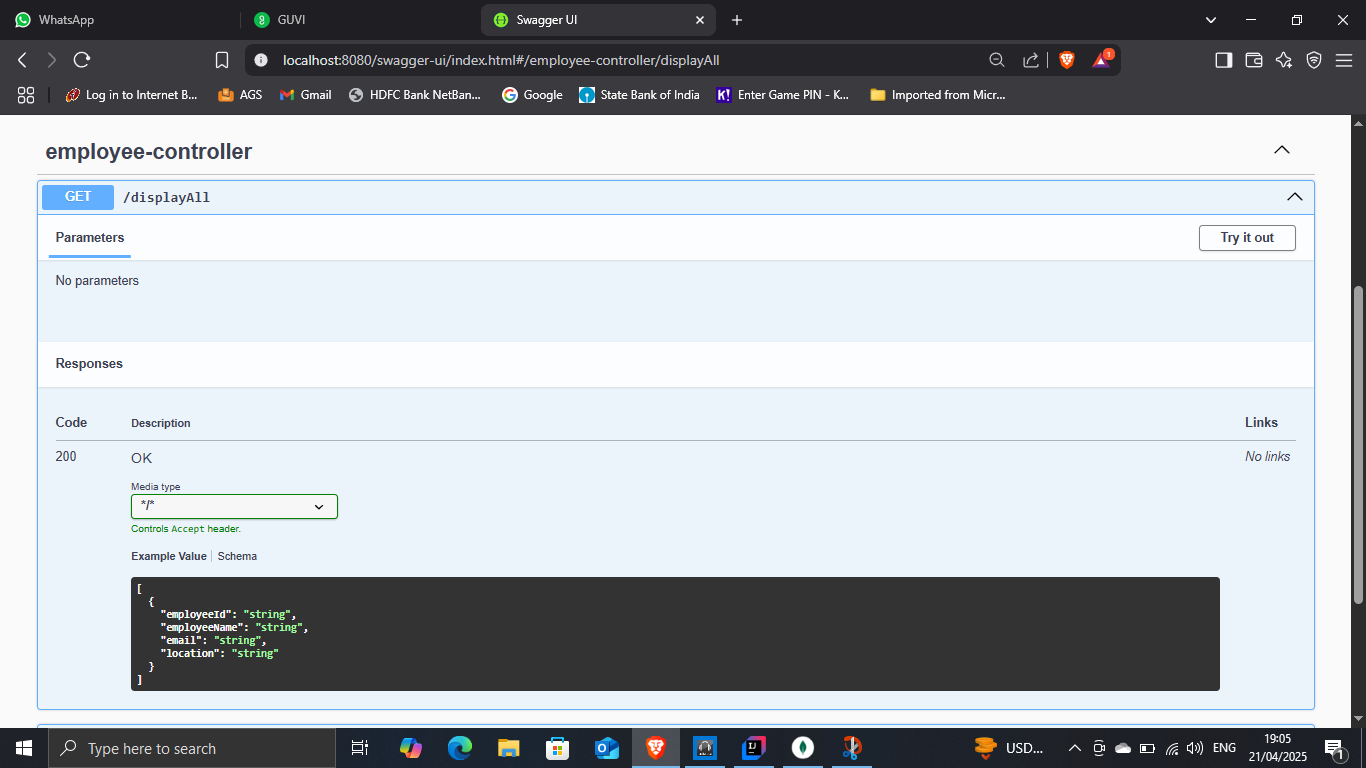 WhatsApp
GUVI
Swagger UI
localhost:8080/swagger-ui/index.html#/employee-controller/displayAll
1
Log in to Internet B...
AGS
Gmail
HDFC Bank NetBan...
Google
State Bank of India
K!
Enter Game PIN - K...
Imported from Micr...
employee-controller
GET /displayAll
Parameters
Try it out
No parameters
Responses
Code Description Links
200 OK No links
Media type
*/*
Controls Accept header.
Example Value | Schema
[
{
"employeeId": "string",
"employeeName": "string",
"email": "string",
"location": "string"
}
]
Type here to search
USD...
ENG
19:05
21/04/2025
1